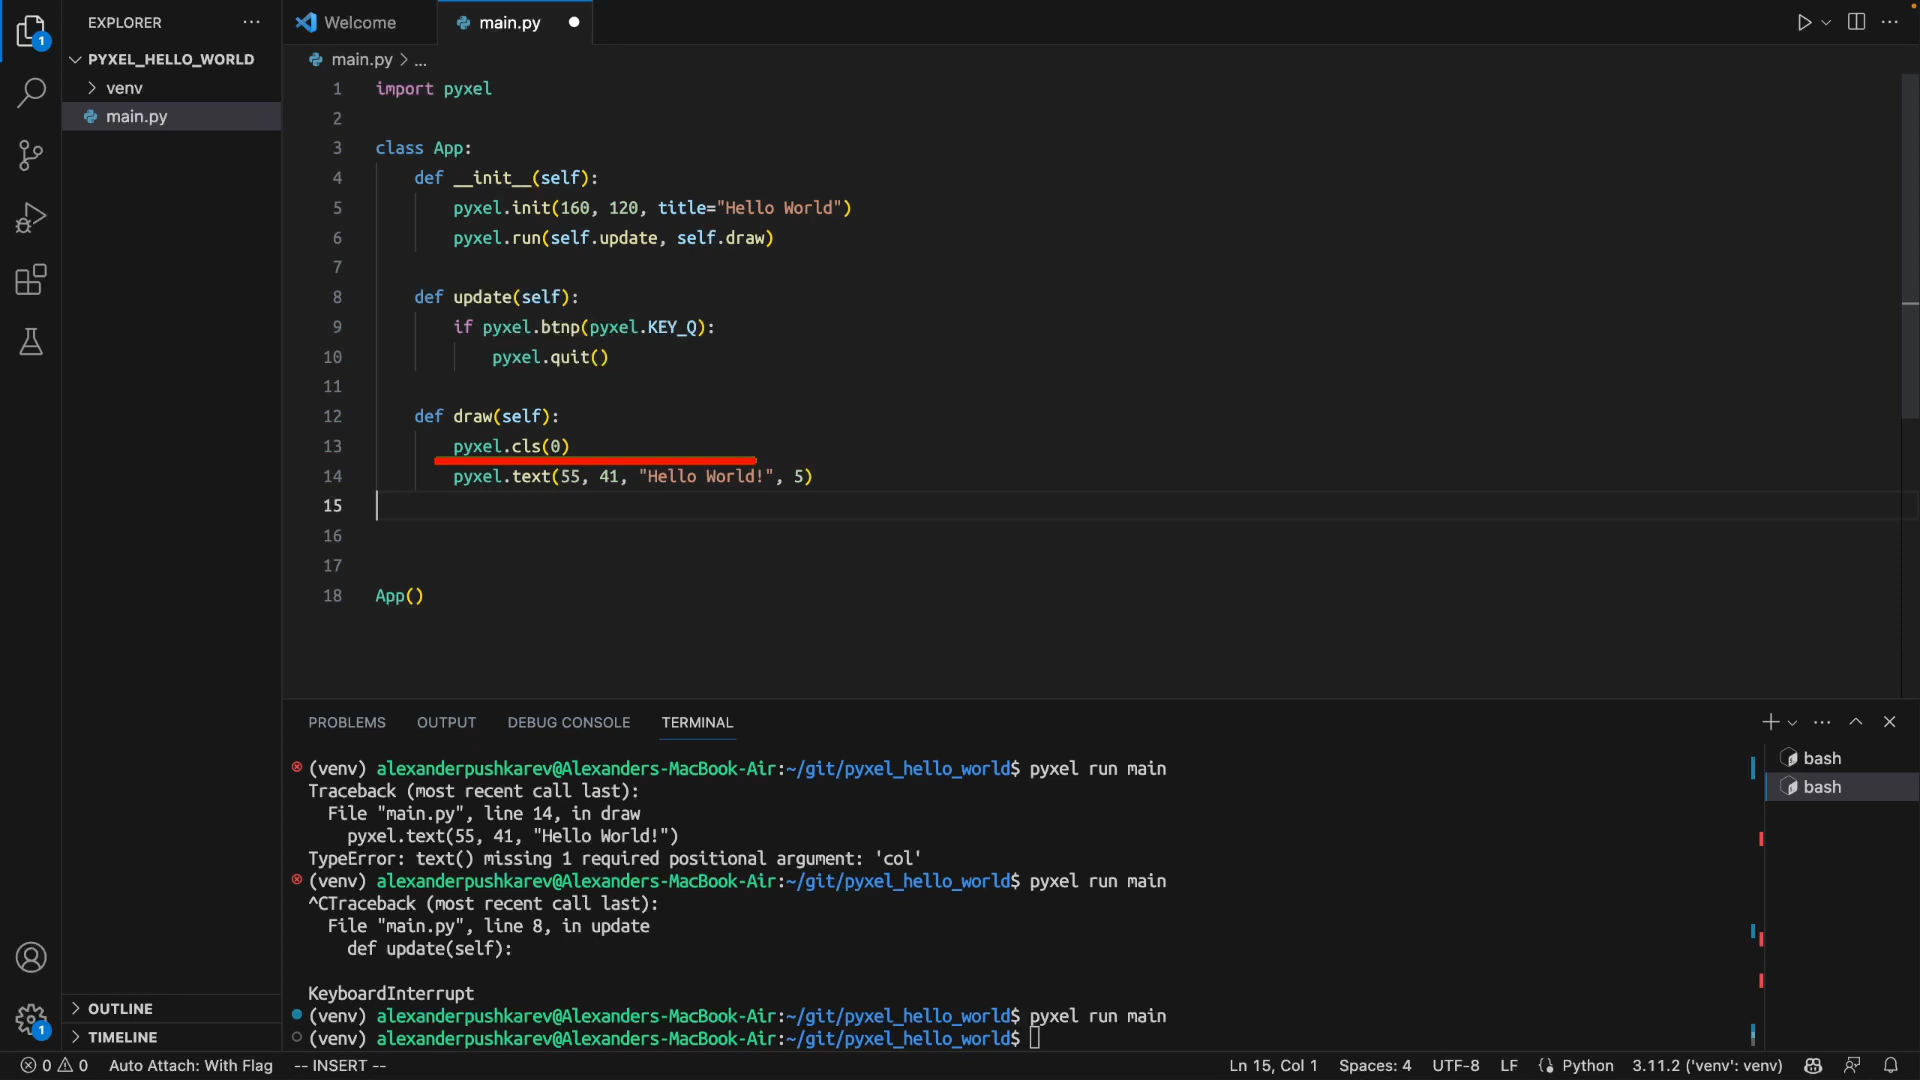 EXPLORER
PYXEL_HELLO_WORLD
venv
main.py
OUTLINE
TIMELINE
1
1
Welcome
main.py
main.py > ...
1 import pyxel
2
3 class App:
4     def __init__(self):
5         pyxel.init(160, 120, title="Hello World")
6         pyxel.run(self.update, self.draw)
7
8     def update(self):
9         if pyxel.btnp(pyxel.KEY_Q):
10             pyxel.quit()
11
12     def draw(self):
13         pyxel.cls(0)
14         pyxel.text(55, 41, "Hello World!", 5)
15
16
17
18 App()
PROBLEMS OUTPUT DEBUG CONSOLE TERMINAL
(venv) alexanderpushkarev@Alexanders-MacBook-Air:~/git/pyxel_hello_world$ pyxel run main
Traceback (most recent call last):
  File "main.py", line 14, in draw
    pyxel.text(55, 41, "Hello World!")
TypeError: text() missing 1 required positional argument: 'col'
(venv) alexanderpushkarev@Alexanders-MacBook-Air:~/git/pyxel_hello_world$ pyxel run main
^CTraceback (most recent call last):
  File "main.py", line 8, in update
    def update(self):
KeyboardInterrupt
(venv) alexanderpushkarev@Alexanders-MacBook-Air:~/git/pyxel_hello_world$ pyxel run main
(venv) alexanderpushkarev@Alexanders-MacBook-Air:~/git/pyxel_hello_world$
bash
bash
0 0 Auto Attach: With Flag -- INSERT -- Ln 15, Col 1 Spaces: 4 UTF-8 LF Python 3.11.2 ('venv': venv)